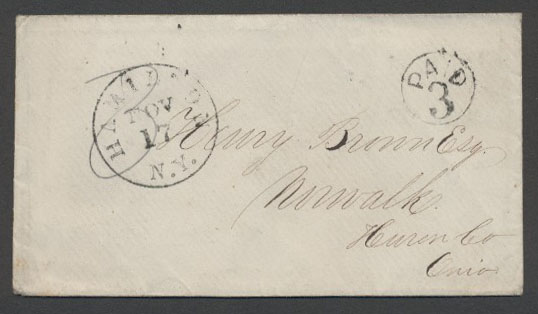 HAMILTON
NOV
17
N.Y.
PAID
3
Henry Brown Esq.
Norwalk.
Huron Co
Ohio